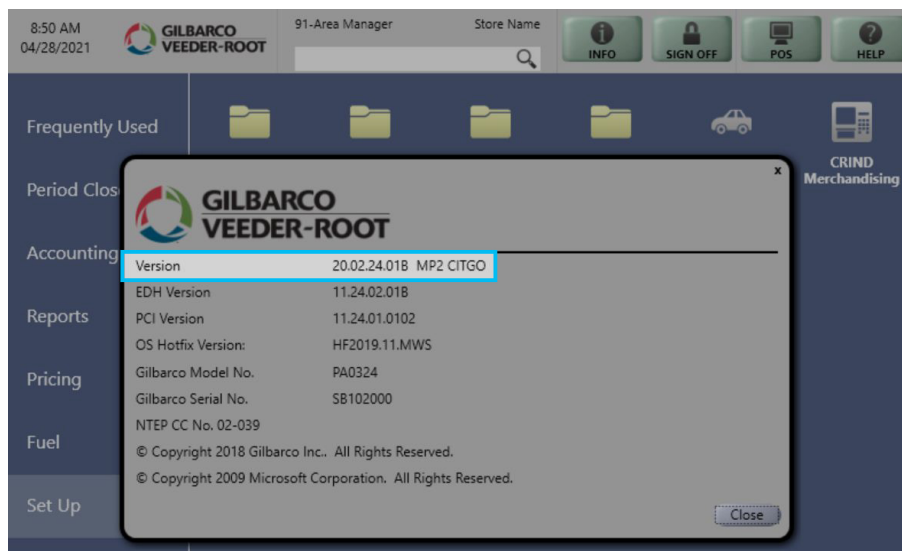 8:50 AM
04/28/2021
GILBARCO
VEEDER-ROOT
91-Area Manager
Store Name
INFO
SIGN OFF
POS
HELP
Frequently Used
CRIND
Merchandising
Period Clos
Accounting
Reports
Pricing
Fuel
Set Up
x
GILBARCO
VEEDER-ROOT
Version 20.02.24.01B MP2 CITGO
EDH Version 11.24.02.01B
PCI Version 11.24.01.0102
OS Hotfix Version: HF2019.11.MWS
Gilbarco Model No. PA0324
Gilbarco Serial No. SB102000
NTEP CC No. 02-039
© Copyright 2018 Gilbarco Inc.. All Rights Reserved.
© Copyright 2009 Microsoft Corporation. All Rights Reserved.
Close